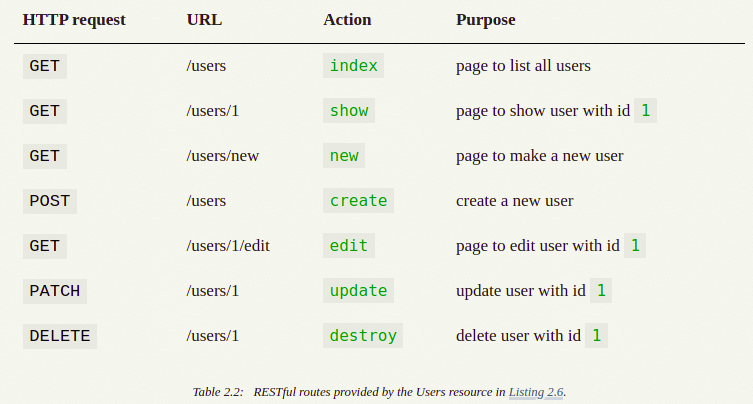 HTTP request URL Action Purpose
GET /users index page to list all users
GET /users/1 show page to show user with id 1
GET /users/new new page to make a new user
POST /users create create a new user
GET /users/1/edit edit page to edit user with id 1
PATCH /users/1 update update user with id 1
DELETE /users/1 destroy delete user with id 1
Table 2.2: RESTful routes provided by the Users resource in Listing 2.6.